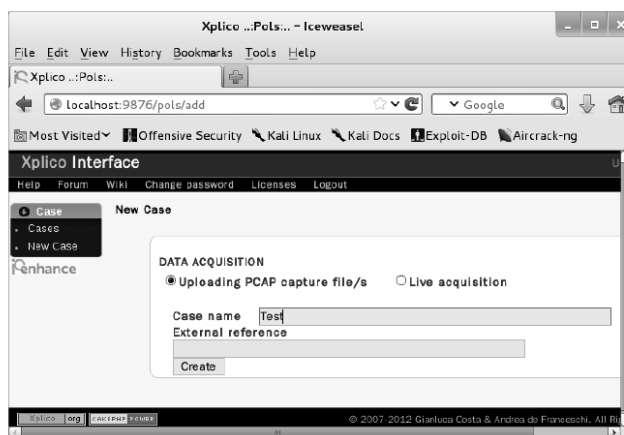 Xplico ..:Pols:.. - Iceweasel
File Edit View History Bookmarks Tools Help
Xplico ..:Pols:..
localhost:9876/pols/add
Google
Most Visited Offensive Security Kali Linux Kali Docs Exploit-DB Aircrack-ng
Xplico Interface U
Help Forum Wiki Change password Licenses Logout
Case
Cases
New Case
enhance
New Case
DATA ACQUISITION
Uploading PCAP capture file/s Live acquisition
Case name Test
External reference
Create
Xplico org CAKEPHP POWER
© 2007-2012 Gianluca Costa & Andrea de Franceschi. All Rig